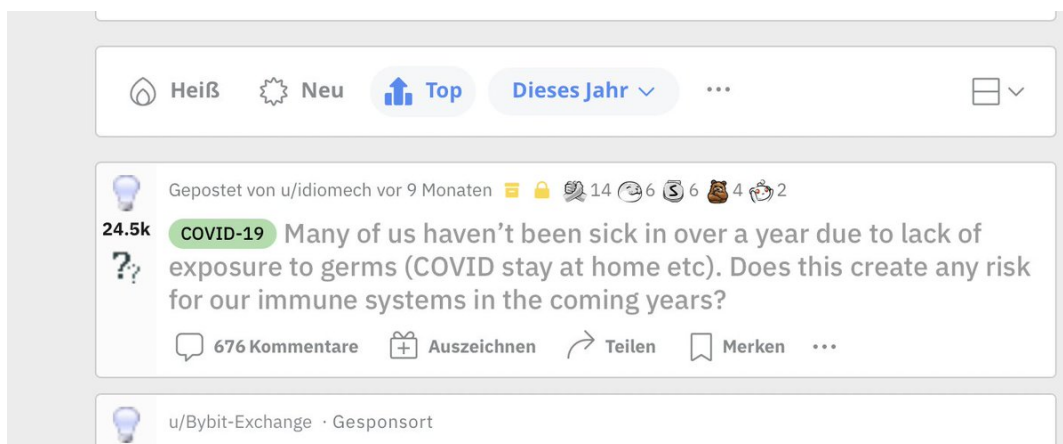 Heiß Neu Top Dieses Jahr ...
Gepostet von u/idiomech vor 9 Monaten 14 6 S 6 4 2
24.5k COVID-19 Many of us haven’t been sick in over a year due to lack of
exposure to germs (COVID stay at home etc). Does this create any risk
for our immune systems in the coming years?
676 Kommentare Auszeichnen Teilen Merken ...
u/Bybit-Exchange · Gesponsort